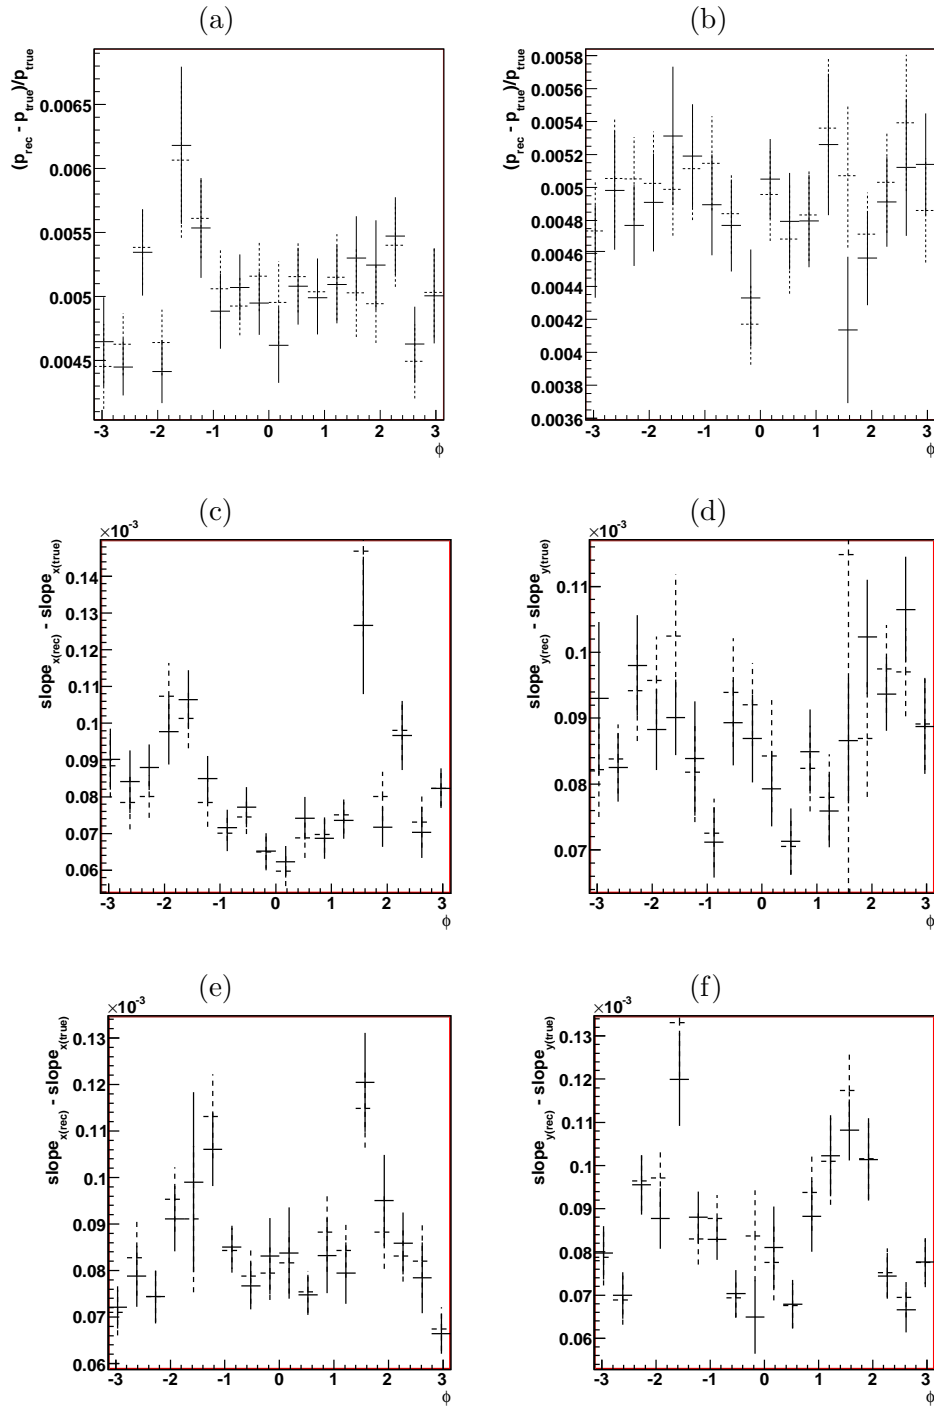 (a)
(p_rec - p_true)/p_true
0.0065
0.006
0.0055
0.005
0.0045
-3 -2 -1 0 1 2 3
ϕ
(b)
(p_rec - p_true)/p_true
0.0058
0.0056
0.0054
0.0052
0.005
0.0048
0.0046
0.0044
0.0042
0.004
0.0038
0.0036
-3 -2 -1 0 1 2 3
ϕ
(c)
×10^-3
slope_x(rec) - slope_x(true)
0.14
0.13
0.12
0.11
0.1
0.09
0.08
0.07
0.06
-3 -2 -1 0 1 2 3
ϕ
(d)
×10^-3
slope_y(rec) - slope_y(true)
0.11
0.1
0.09
0.08
0.07
-3 -2 -1 0 1 2 3
ϕ
(e)
×10^-3
slope_x(rec) - slope_x(true)
0.13
0.12
0.11
0.1
0.09
0.08
0.07
0.06
-3 -2 -1 0 1 2 3
ϕ
(f)
×10^-3
slope_y(rec) - slope_y(true)
0.13
0.12
0.11
0.1
0.09
0.08
0.07
0.06
-3 -2 -1 0 1 2 3
ϕ